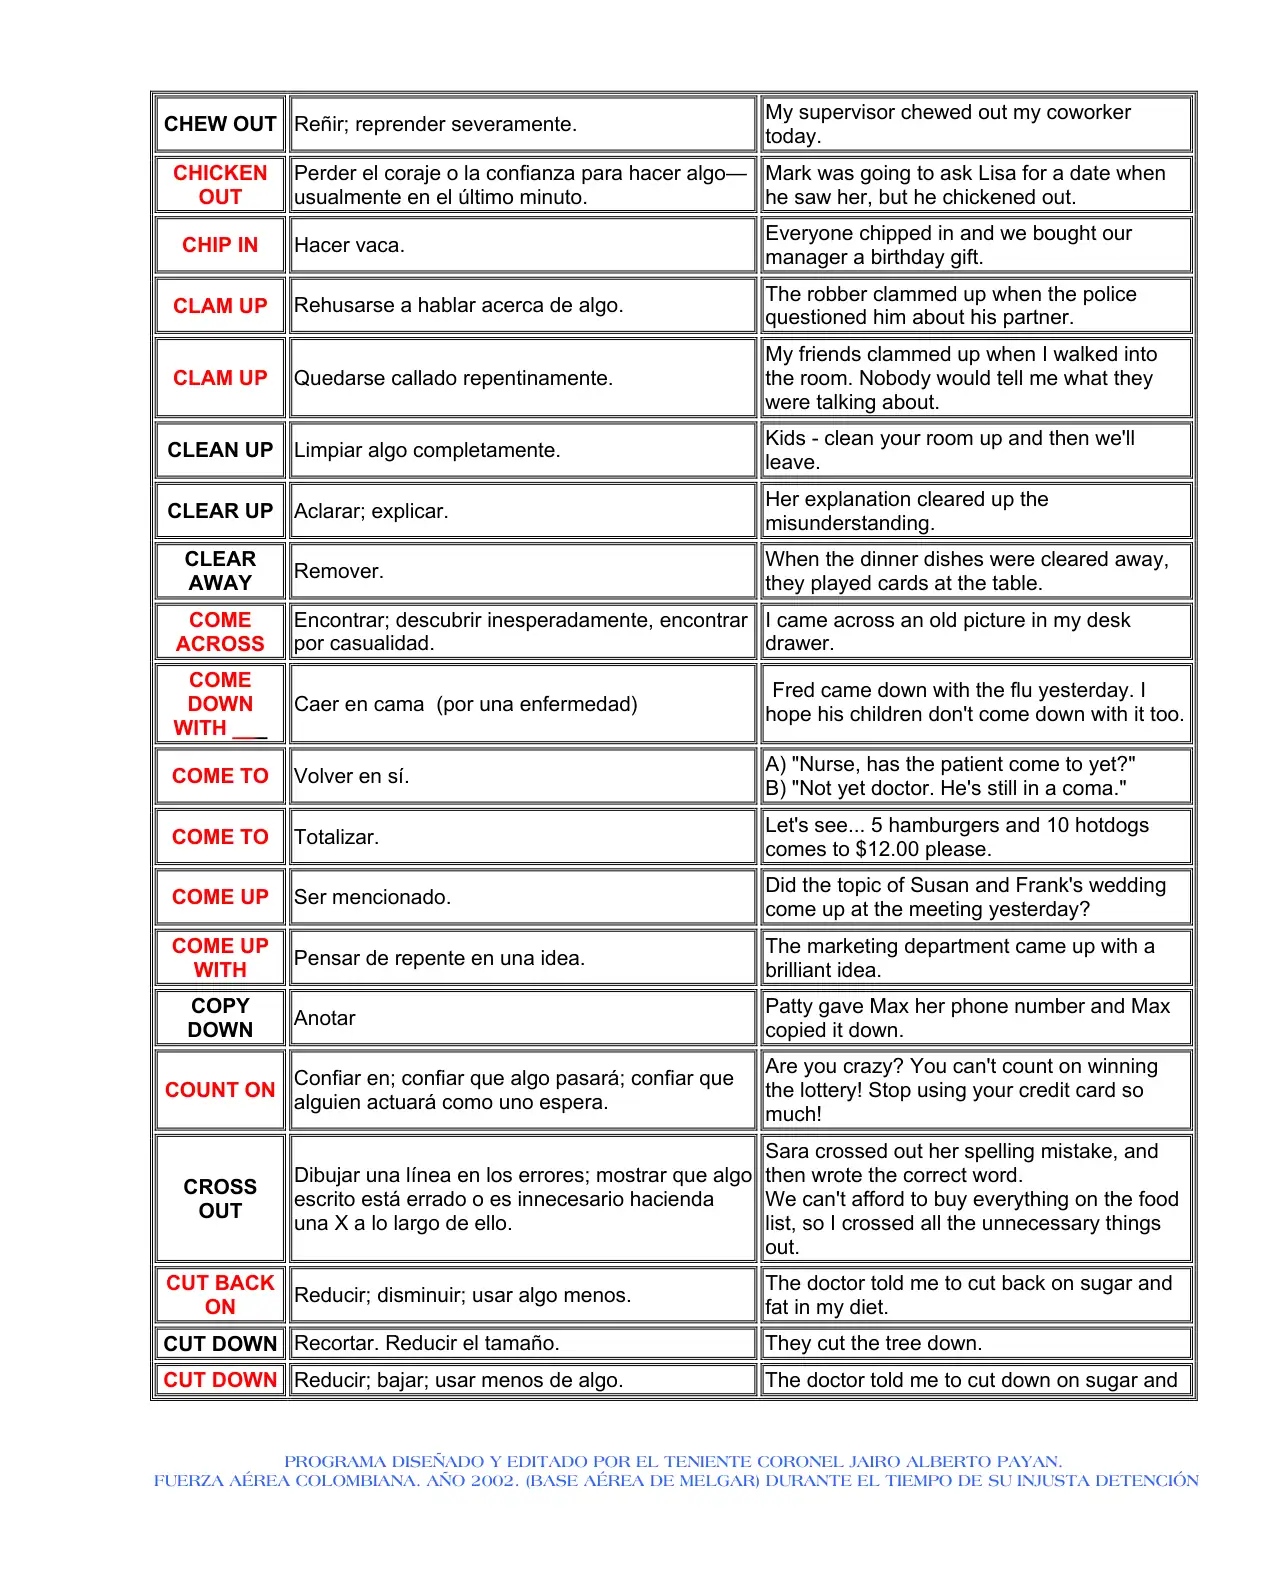 CHEW OUT
Reñir; reprender severamente.
My supervisor chewed out my coworker
today.
CHICKEN
OUT
Perder el coraje o la confianza para hacer algo—
usualmente en el último minuto.
Mark was going to ask Lisa for a date when
he saw her, but he chickened out.
CHIP IN
Hacer vaca.
Everyone chipped in and we bought our
manager a birthday gift.
CLAM UP
Rehusarse a hablar acerca de algo.
The robber clammed up when the police
questioned him about his partner.
CLAM UP
Quedarse callado repentinamente.
My friends clammed up when I walked into
the room. Nobody would tell me what they
were talking about.
CLEAN UP
Limpiar algo completamente.
Kids - clean your room up and then we'll
leave.
CLEAR UP
Aclarar; explicar.
Her explanation cleared up the
misunderstanding.
CLEAR
AWAY
Remover.
When the dinner dishes were cleared away,
they played cards at the table.
COME
ACROSS
Encontrar; descubrir inesperadamente, encontrar
por casualidad.
I came across an old picture in my desk
drawer.
COME
DOWN
WITH ___
Caer en cama  (por una enfermedad)
Fred came down with the flu yesterday. I
hope his children don't come down with it too.
COME TO
Volver en sí.
A) "Nurse, has the patient come to yet?"
B) "Not yet doctor. He's still in a coma."
COME TO
Totalizar.
Let's see... 5 hamburgers and 10 hotdogs
comes to $12.00 please.
COME UP
Ser mencionado.
Did the topic of Susan and Frank's wedding
come up at the meeting yesterday?
COME UP
WITH
Pensar de repente en una idea.
The marketing department came up with a
brilliant idea.
COPY
DOWN
Anotar
Patty gave Max her phone number and Max
copied it down.
COUNT ON
Confiar en; confiar que algo pasará; confiar que
alguien actuará como uno espera.
Are you crazy? You can't count on winning
the lottery! Stop using your credit card so
much!
CROSS
OUT
Dibujar una línea en los errores; mostrar que algo
escrito está errado o es innecesario hacienda
una X a lo largo de ello.
Sara crossed out her spelling mistake, and
then wrote the correct word.
We can't afford to buy everything on the food
list, so I crossed all the unnecessary things
out.
CUT BACK
ON
Reducir; disminuir; usar algo menos.
The doctor told me to cut back on sugar and
fat in my diet.
CUT DOWN
Recortar. Reducir el tamaño.
They cut the tree down.
CUT DOWN
Reducir; bajar; usar menos de algo.
The doctor told me to cut down on sugar and
PROGRAMA DISEÑADO Y EDITADO POR EL TENIENTE CORONEL JAIRO ALBERTO PAYAN.
FUERZA AÉREA COLOMBIANA. AÑO 2002. (BASE AÉREA DE MELGAR) DURANTE EL TIEMPO DE SU INJUSTA DETENCIÓN